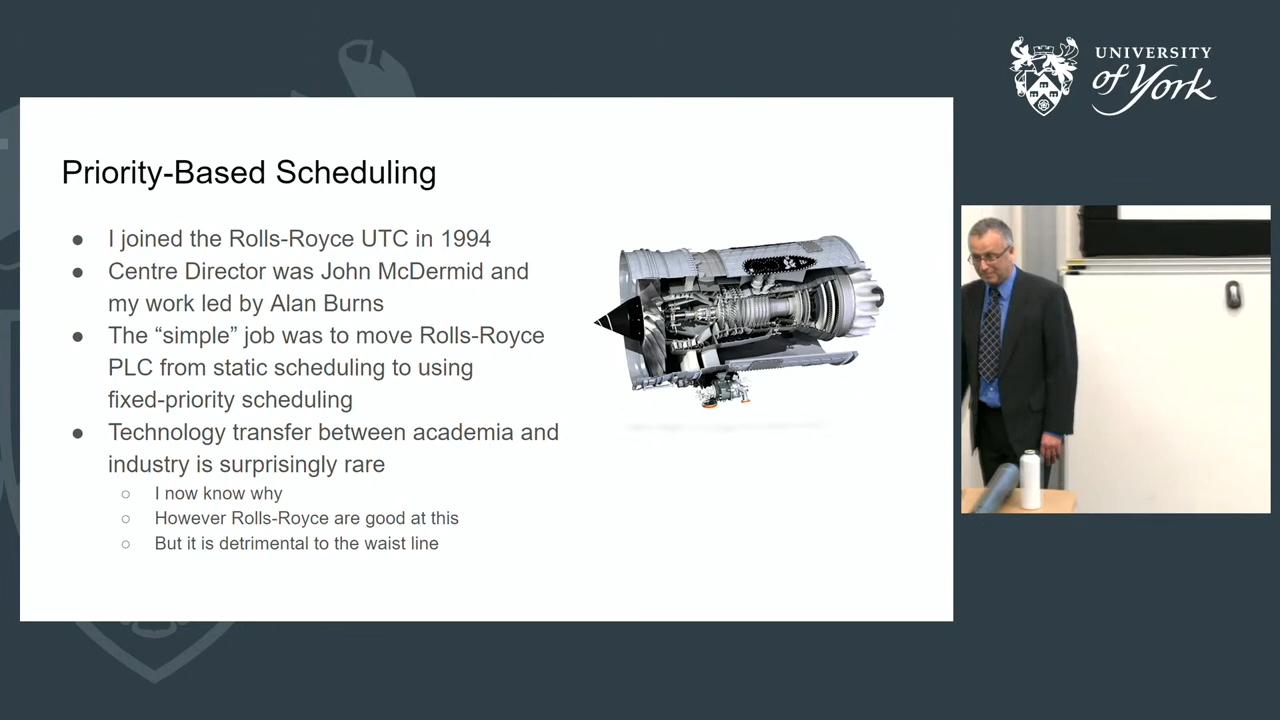 UNIVERSITY
of York
Priority-Based Scheduling
● I joined the Rolls-Royce UTC in 1994
● Centre Director was John McDermid and
my work led by Alan Burns
● The “simple” job was to move Rolls-Royce
PLC from static scheduling to using
fixed-priority scheduling
● Technology transfer between academia and
industry is surprisingly rare
○ I now know why
○ However Rolls-Royce are good at this
○ But it is detrimental to the waist line